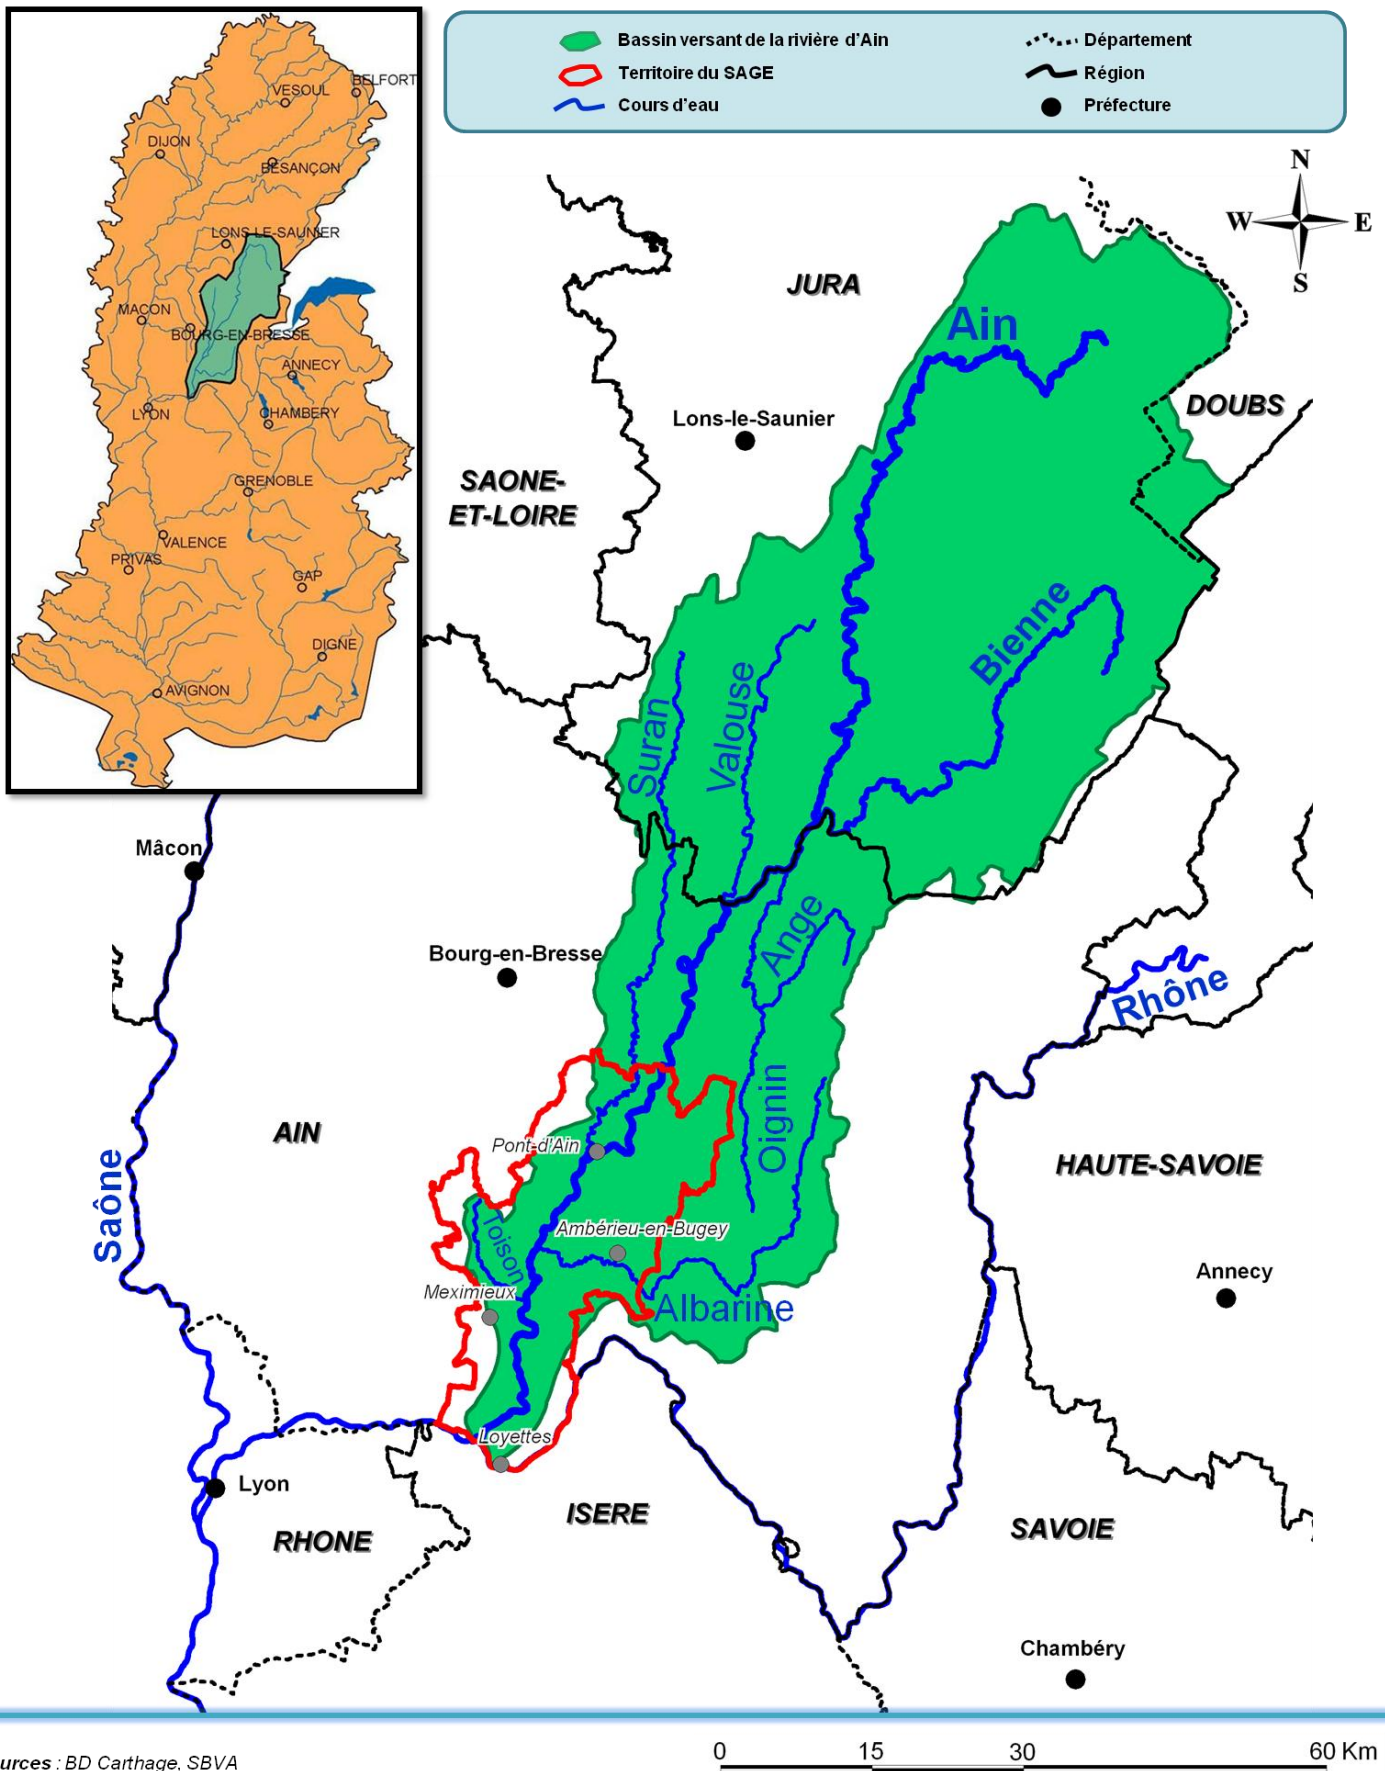 Bassin versant de la rivière d'Ain
Territoire du SAGE
Cours d'eau
Département
Région
Préfecture
BELFORT
VESOUL
DIJON
BESANÇON
LONS-LE-SAUNIER
MACON
BOURG-EN-BRESSE
ANNECY
LYON
CHAMBERY
GRENOBLE
VALENCE
PRIVAS
GAP
DIGNE
AVIGNON
N
W
E
S
JURA
Ain
DOUBS
Lons-le-Saunier
SAONE-
ET-LOIRE
Bienne
Suran
Valouse
Mâcon
Ange
Bourg-en-Bresse
Rhône
AIN
Oignin
Pont-d'Ain
HAUTE-SAVOIE
Saône
Toison
Ambérieu-en-Bugey
Annecy
Meximieux
Albarine
Loyettes
Lyon
ISERE
RHONE
SAVOIE
Chambéry
urces : BD Carthage, SBVA
0 15 30 60 Km